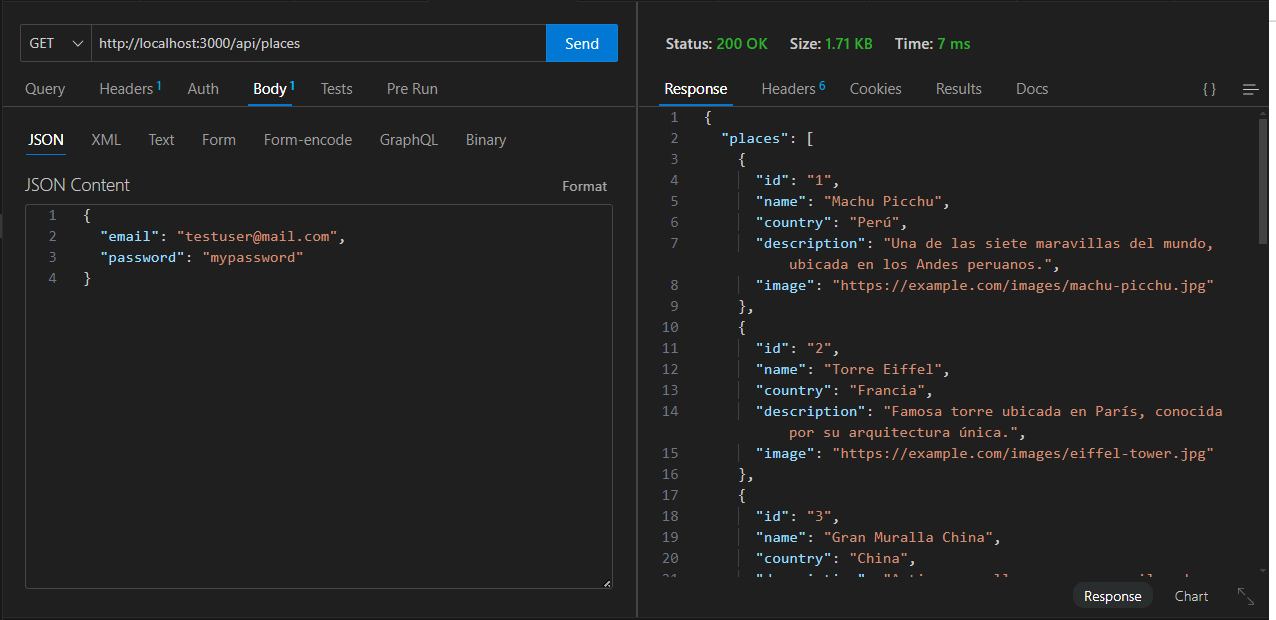 GET http://localhost:3000/api/places Send
Query Headers 1 Auth Body 1 Tests Pre Run
JSON XML Text Form Form-encode GraphQL Binary
JSON Content Format
1 {
2 "email": "testuser@mail.com",
3 "password": "mypassword"
4 }
Status: 200 OK Size: 1.71 KB Time: 7 ms
Response Headers 6 Cookies Results Docs { }
1 {
2 "places": [
3 {
4 "id": "1",
5 "name": "Machu Picchu",
6 "country": "Perú",
7 "description": "Una de las siete maravillas del mundo,
ubicada en los Andes peruanos.",
8 "image": "https://example.com/images/machu-picchu.jpg"
9 },
10 {
11 "id": "2",
12 "name": "Torre Eiffel",
13 "country": "Francia",
14 "description": "Famosa torre ubicada en París, conocida
por su arquitectura única.",
15 "image": "https://example.com/images/eiffel-tower.jpg"
16 },
17 {
18 "id": "3",
19 "name": "Gran Muralla China",
20 "country": "China",
21 "description":
Response Chart